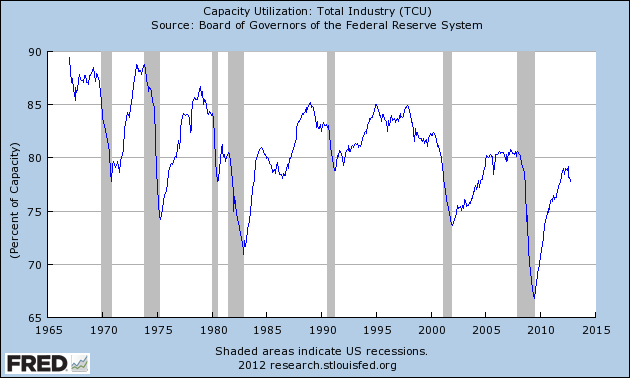 Capacity Utilization: Total Industry (TCU)
Source: Board of Governors of the Federal Reserve System
(Percent of Capacity)
90
85
80
75
70
65
1965 1970 1975 1980 1985 1990 1995 2000 2005 2010 2015
Shaded areas indicate US recessions.
2012 research.stlouisfed.org
FRED